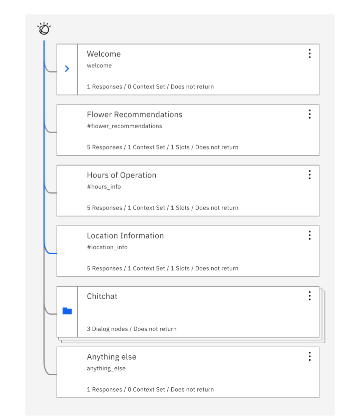 Welcome
welcome
1 Responses / 0 Context Set / Does not return
Flower Recommendations
#flower_recommendations
5 Responses / 1 Context Set / 1 Slots / Does not return
Hours of Operation
#hours_info
5 Responses / 1 Context Set / 1 Slots / Does not return
Location Information
#location_info
5 Responses / 1 Context Set / 1 Slots / Does not return
Chitchat
3 Dialog nodes / Does not return
Anything else
anything_else
1 Responses / 0 Context Set / Does not return